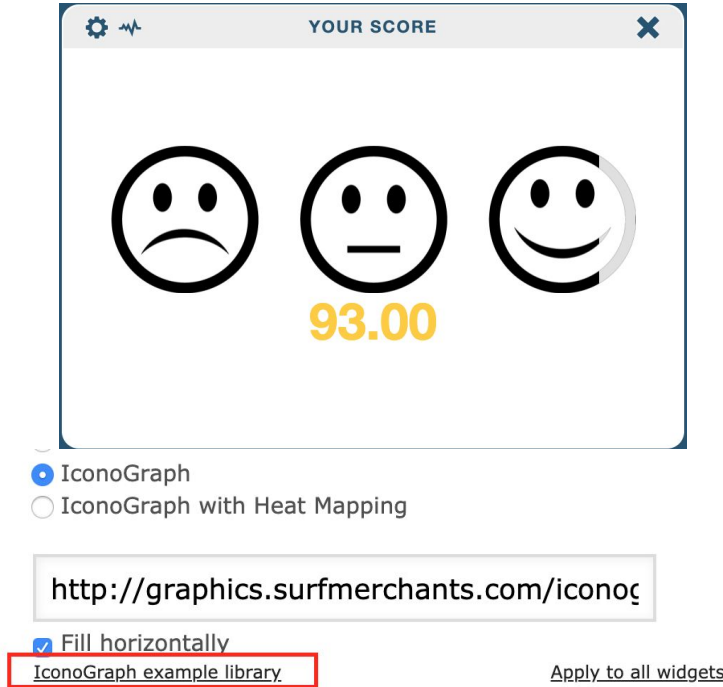 YOUR SCORE
93.00
IconoGraph
IconoGraph with Heat Mapping
http://graphics.surfmerchants.com/iconog
Fill horizontally
IconoGraph example library
Apply to all widgets